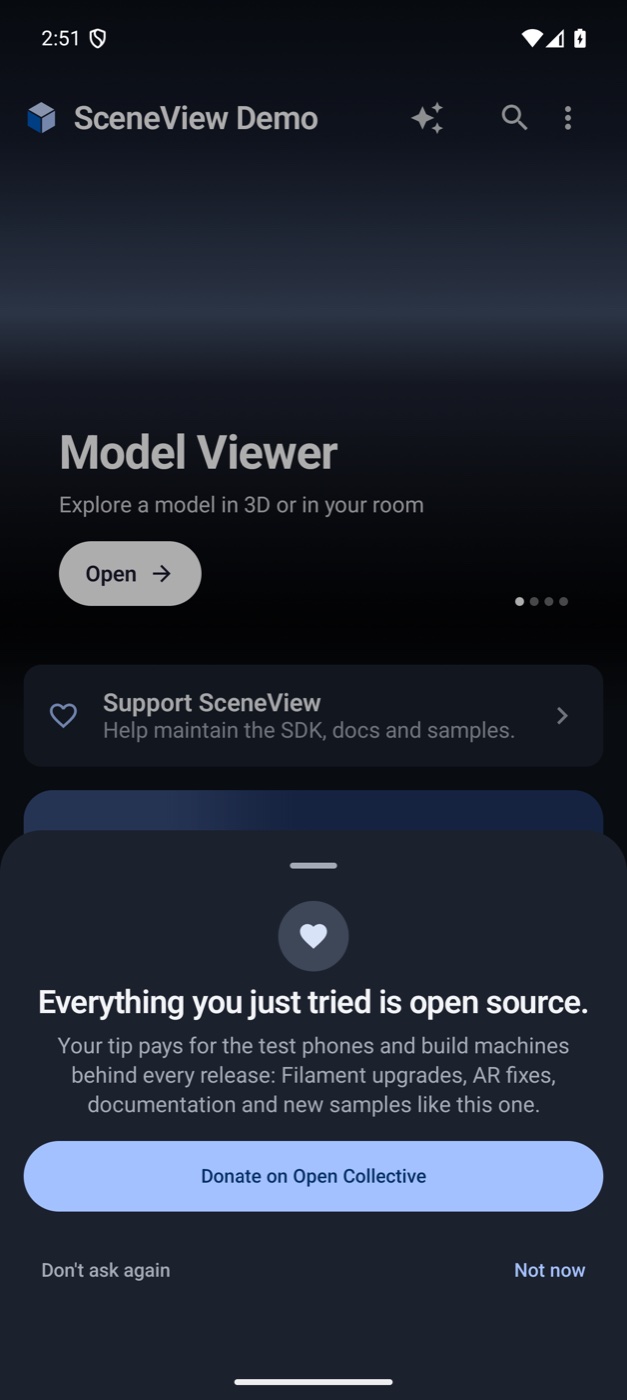 2:51
SceneView Demo
Model Viewer
Explore a model in 3D or in your room
Open
Support SceneView
Help maintain the SDK, docs and samples.
Everything you just tried is open source.
Your tip pays for the test phones and build machines
behind every release: Filament upgrades, AR fixes,
documentation and new samples like this one.
Donate on Open Collective
Don't ask again
Not now